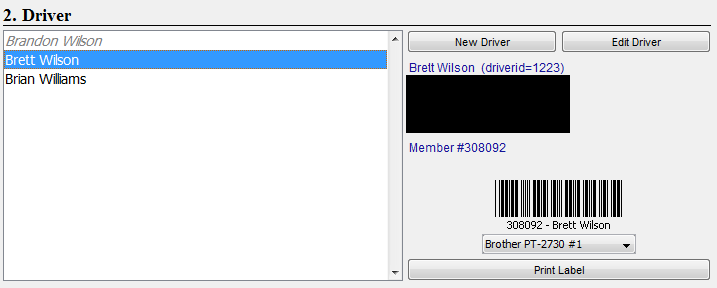 2. Driver
Brandon Wilson
Brett Wilson
Brian Williams
New Driver
Edit Driver
Brett Wilson (driverid=1223)
Member #308092
308092 - Brett Wilson
Brother PT-2730 #1
Print Label